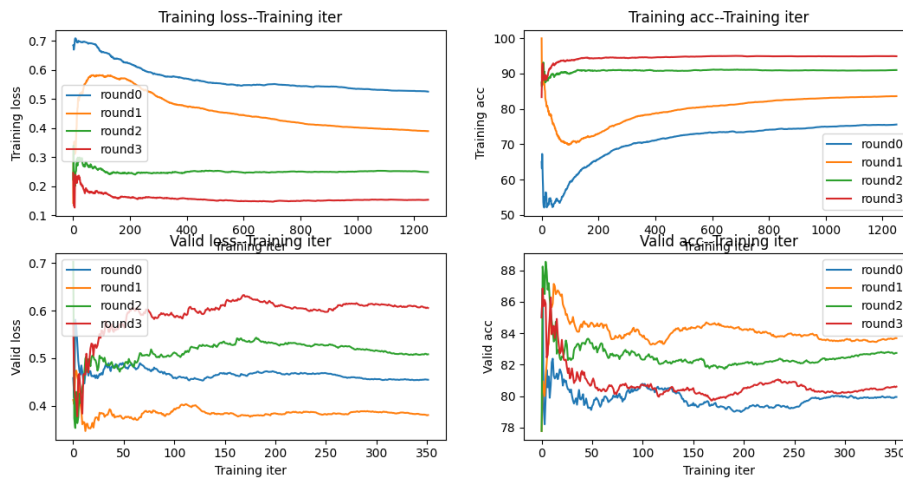 Training loss--Training iter
Training loss
0.7
0.6
0.5
0.4
0.3
0.2
0.1
round0
round1
round2
round3
0 200 400 600 800 1000 1200
Training iter
Training acc--Training iter
Training acc
100
90
80
70
60
50
round0
round1
round2
round3
0 200 400 600 800 1000 1200
Training iter
Valid loss--Training iter
Valid loss
0.7
0.6
0.5
0.4
round0
round1
round2
round3
0 50 100 150 200 250 300 350
Training iter
Valid acc--Training iter
Valid acc
88
86
84
82
80
78
round0
round1
round2
round3
0 50 100 150 200 250 300 350
Training iter